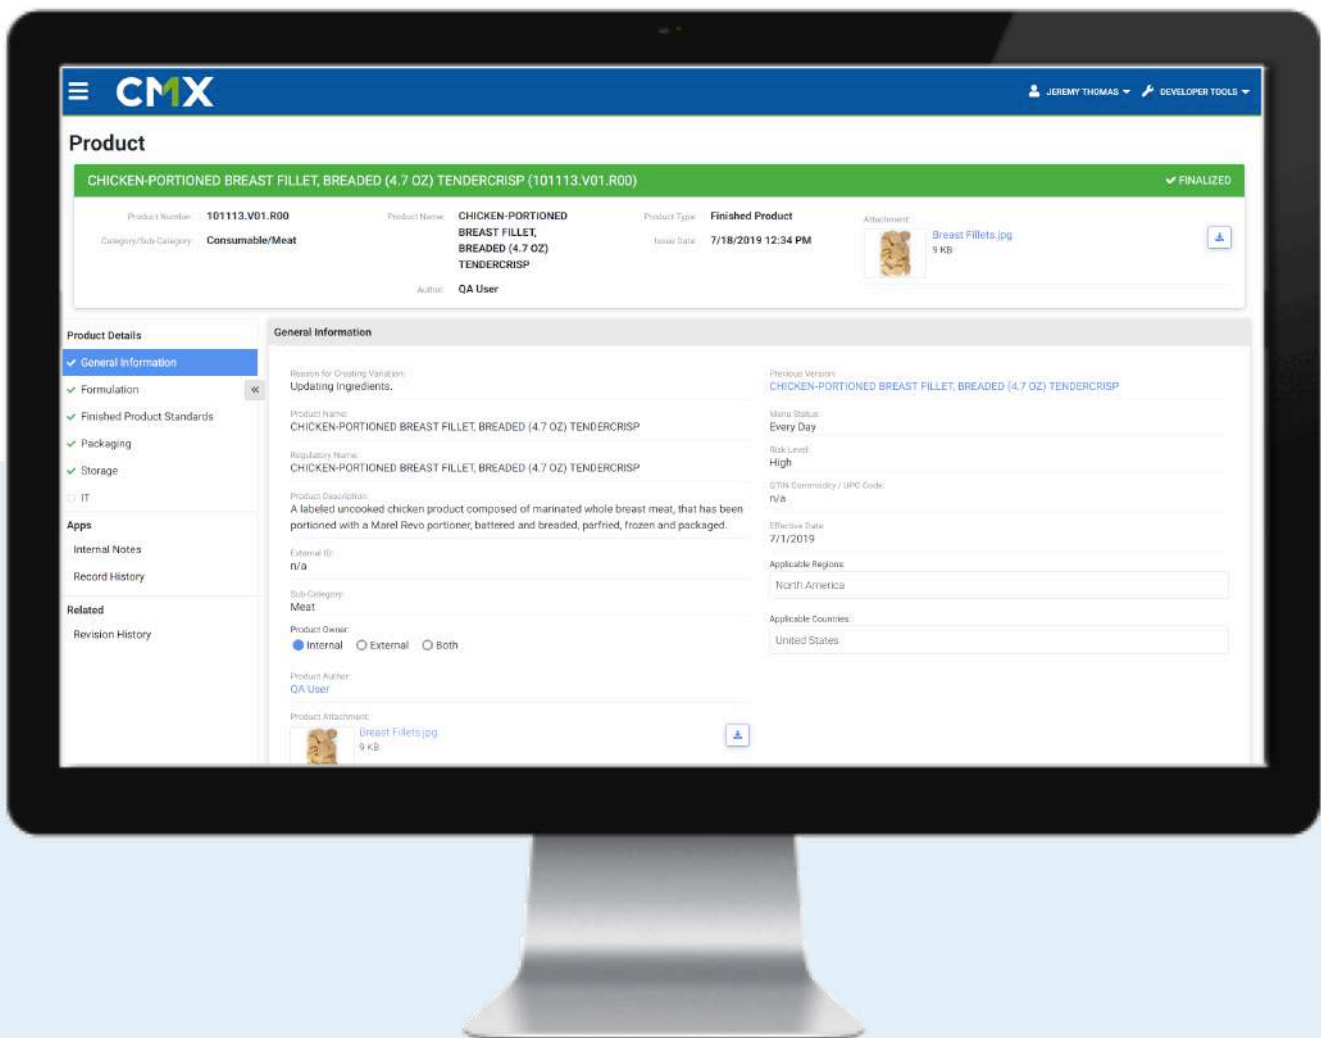 CMX
JEREMY THOMAS
DEVELOPER TOOLS
Product
CHICKEN-PORTIONED BREAST FILLET, BREADED (4.7 OZ) TENDERCRISP (101113.V01.R00)
FINALIZED
Product Number: 101113.V01.R00
Category/Sub-Category: Consumable/Meat
Product Name: CHICKEN-PORTIONED
BREAST FILLET,
BREADED (4.7 OZ)
TENDERCRISP
Author: QA User
Product Type: Finished Product
Issue Date: 7/18/2019 12:34 PM
Attachment:
Breast Fillets.jpg
9 KB
Product Details
General Information
Formulation
Finished Product Standards
Packaging
Storage
IT
Apps
Internal Notes
Record History
Related
Revision History
General Information
Reason for Creating Variation:
Updating Ingredients.
Product Name:
CHICKEN-PORTIONED BREAST FILLET, BREADED (4.7 OZ) TENDERCRISP
Regulatory Name:
CHICKEN-PORTIONED BREAST FILLET, BREADED (4.7 OZ) TENDERCRISP
Product Description:
A labeled uncooked chicken product composed of marinated whole breast meat, that has been
portioned with a Marel Revo portioner, battered and breaded, parfried, frozen and packaged.
External ID:
n/a
Sub-Category:
Meat
Product Owner:
Internal External Both
Product Author:
QA User
Product Attachment:
Breast Fillets.jpg
9 KB
Previous Version:
CHICKEN-PORTIONED BREAST FILLET, BREADED (4.7 OZ) TENDERCRISP
Menu Status:
Every Day
Risk Level:
High
GTIN Commodity / UPC Code:
n/a
Effective Date:
7/1/2019
Applicable Regions:
North America
Applicable Countries:
United States